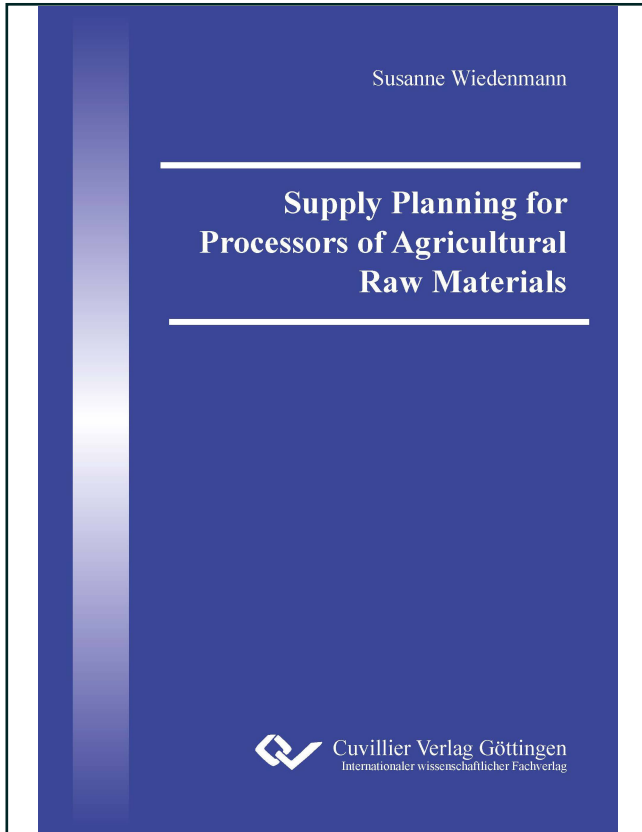 Susanne Wiedenmann
Supply Planning for
Processors of Agricultural
Raw Materials
Cuvillier Verlag Göttingen
Internationaler wissenschaftlicher Fachverlag